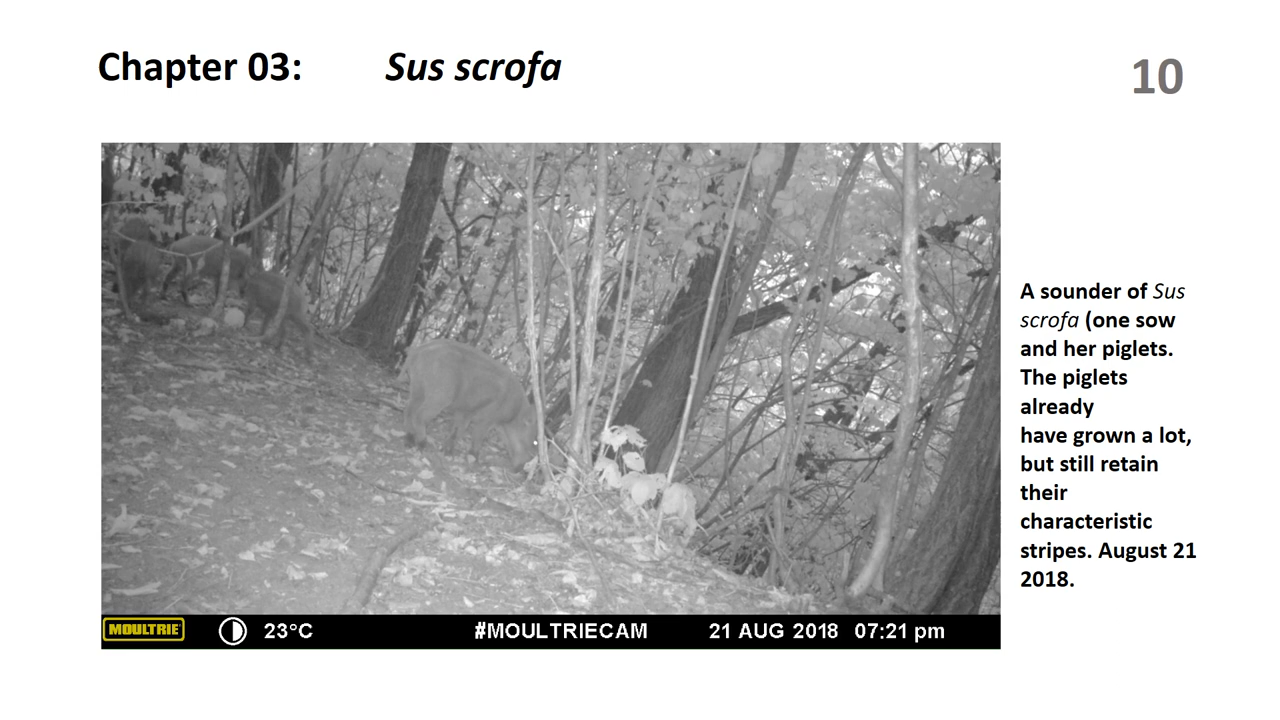 Chapter 03: Sus scrofa
10
A sounder of Sus
scrofa (one sow
and her piglets.
The piglets
already
have grown a lot,
but still retain
their
characteristic
stripes. August 21
2018.
MOULTRIE 23°C #MOULTRIECAM 21 AUG 2018 07:21 pm